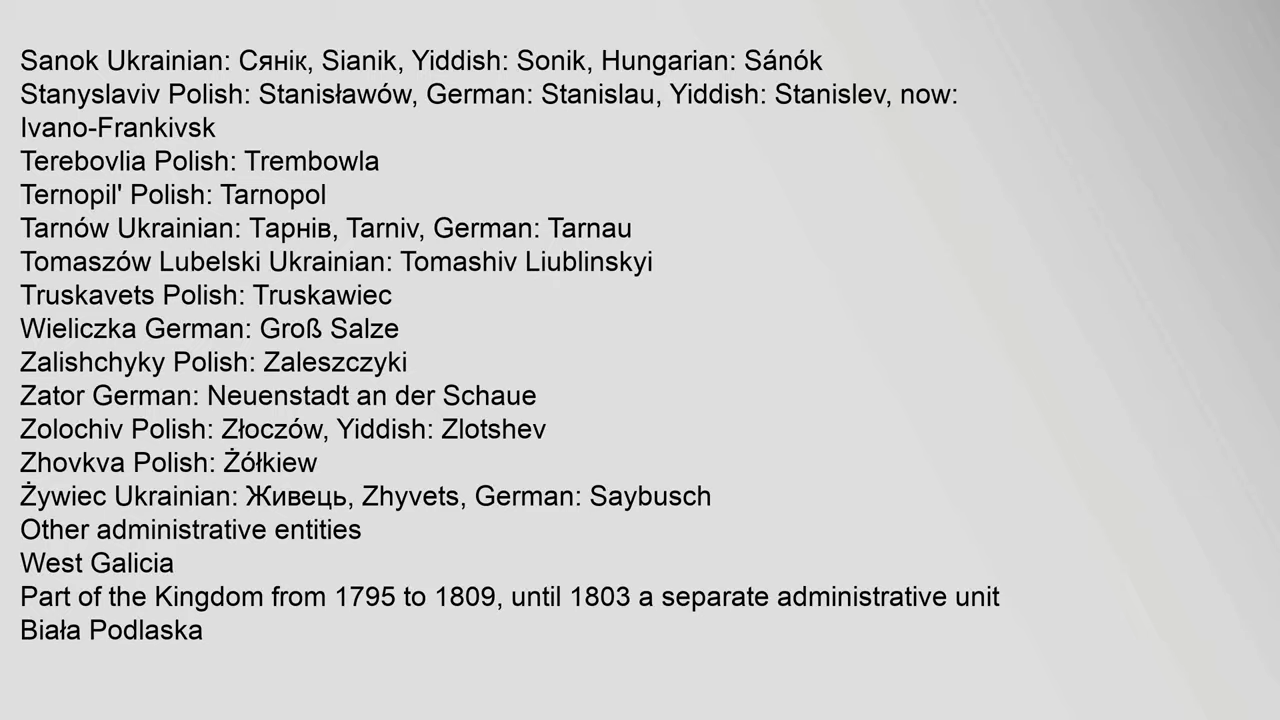 Sanok Ukrainian: Сянік, Sianik, Yiddish: Sonik, Hungarian: Sánók
Stanyslaviv Polish: Stanisławów, German: Stanislau, Yiddish: Stanislev, now:
Ivano-Frankivsk
Terebovlia Polish: Trembowla
Ternopil' Polish: Tarnopol
Tarnów Ukrainian: Тарнів, Tarniv, German: Tarnau
Tomaszów Lubelski Ukrainian: Tomashiv Liublinskyi
Truskavets Polish: Truskawiec
Wieliczka German: Groß Salze
Zalishchyky Polish: Zaleszczyki
Zator German: Neuenstadt an der Schaue
Zolochiv Polish: Złoczów, Yiddish: Zlotshev
Zhovkva Polish: Żółkiew
Żywiec Ukrainian: Живець, Zhyvets, German: Saybusch
Other administrative entities
West Galicia
Part of the Kingdom from 1795 to 1809, until 1803 a separate administrative unit
Biała Podlaska